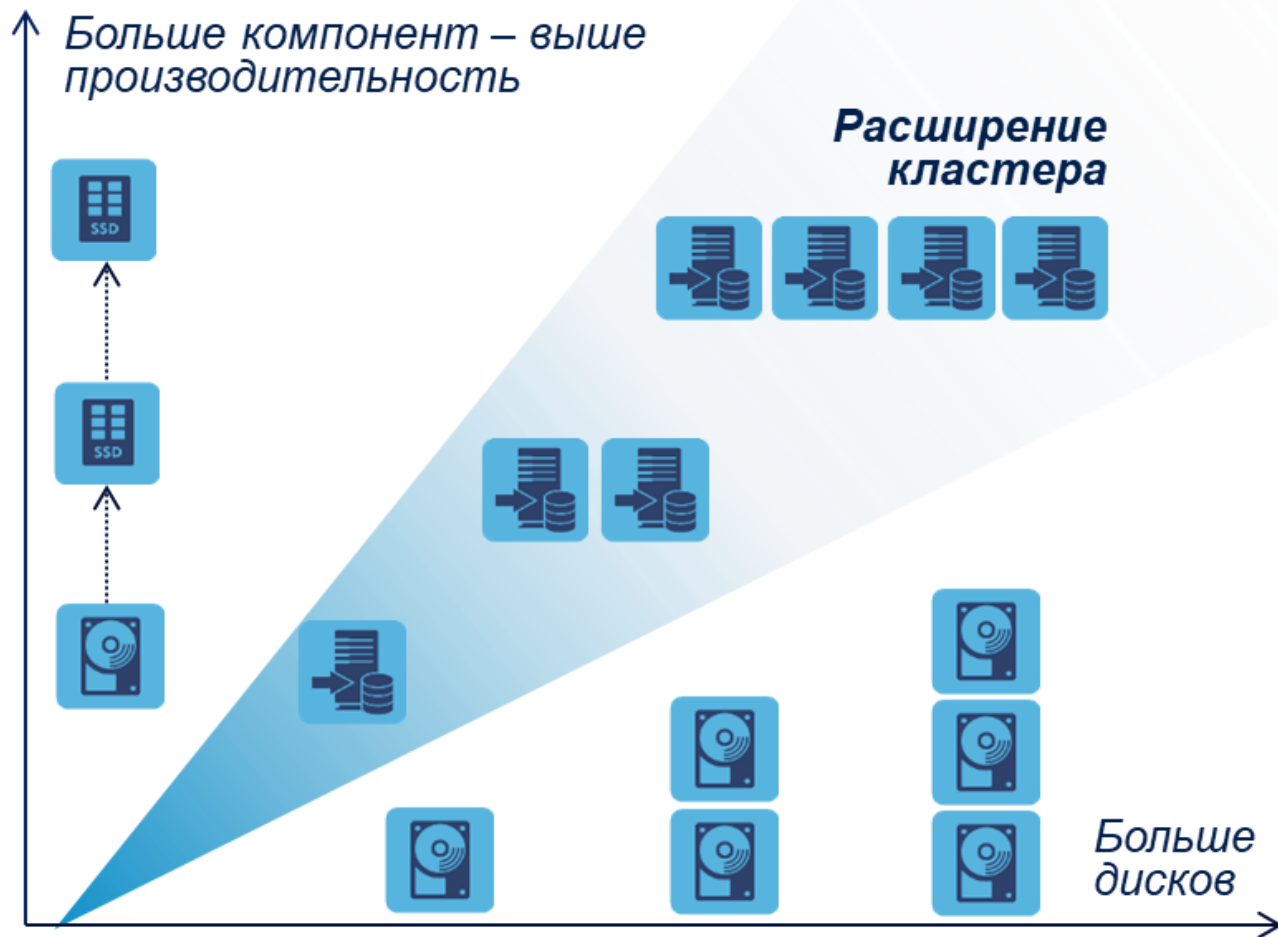 Больше компонент – выше
производительность
Расширение
кластера
SSD
SSD
Больше
дисков